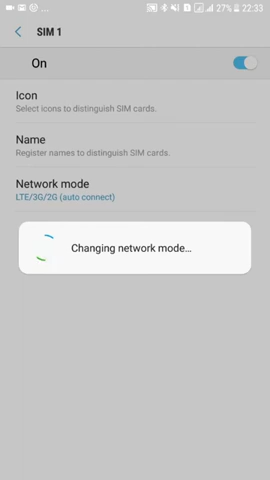 27% 22:33
SIM 1
On
Icon
Select icons to distinguish SIM cards.
Name
Register names to distinguish SIM cards.
Network mode
LTE/3G/2G (auto connect)
Changing network mode...